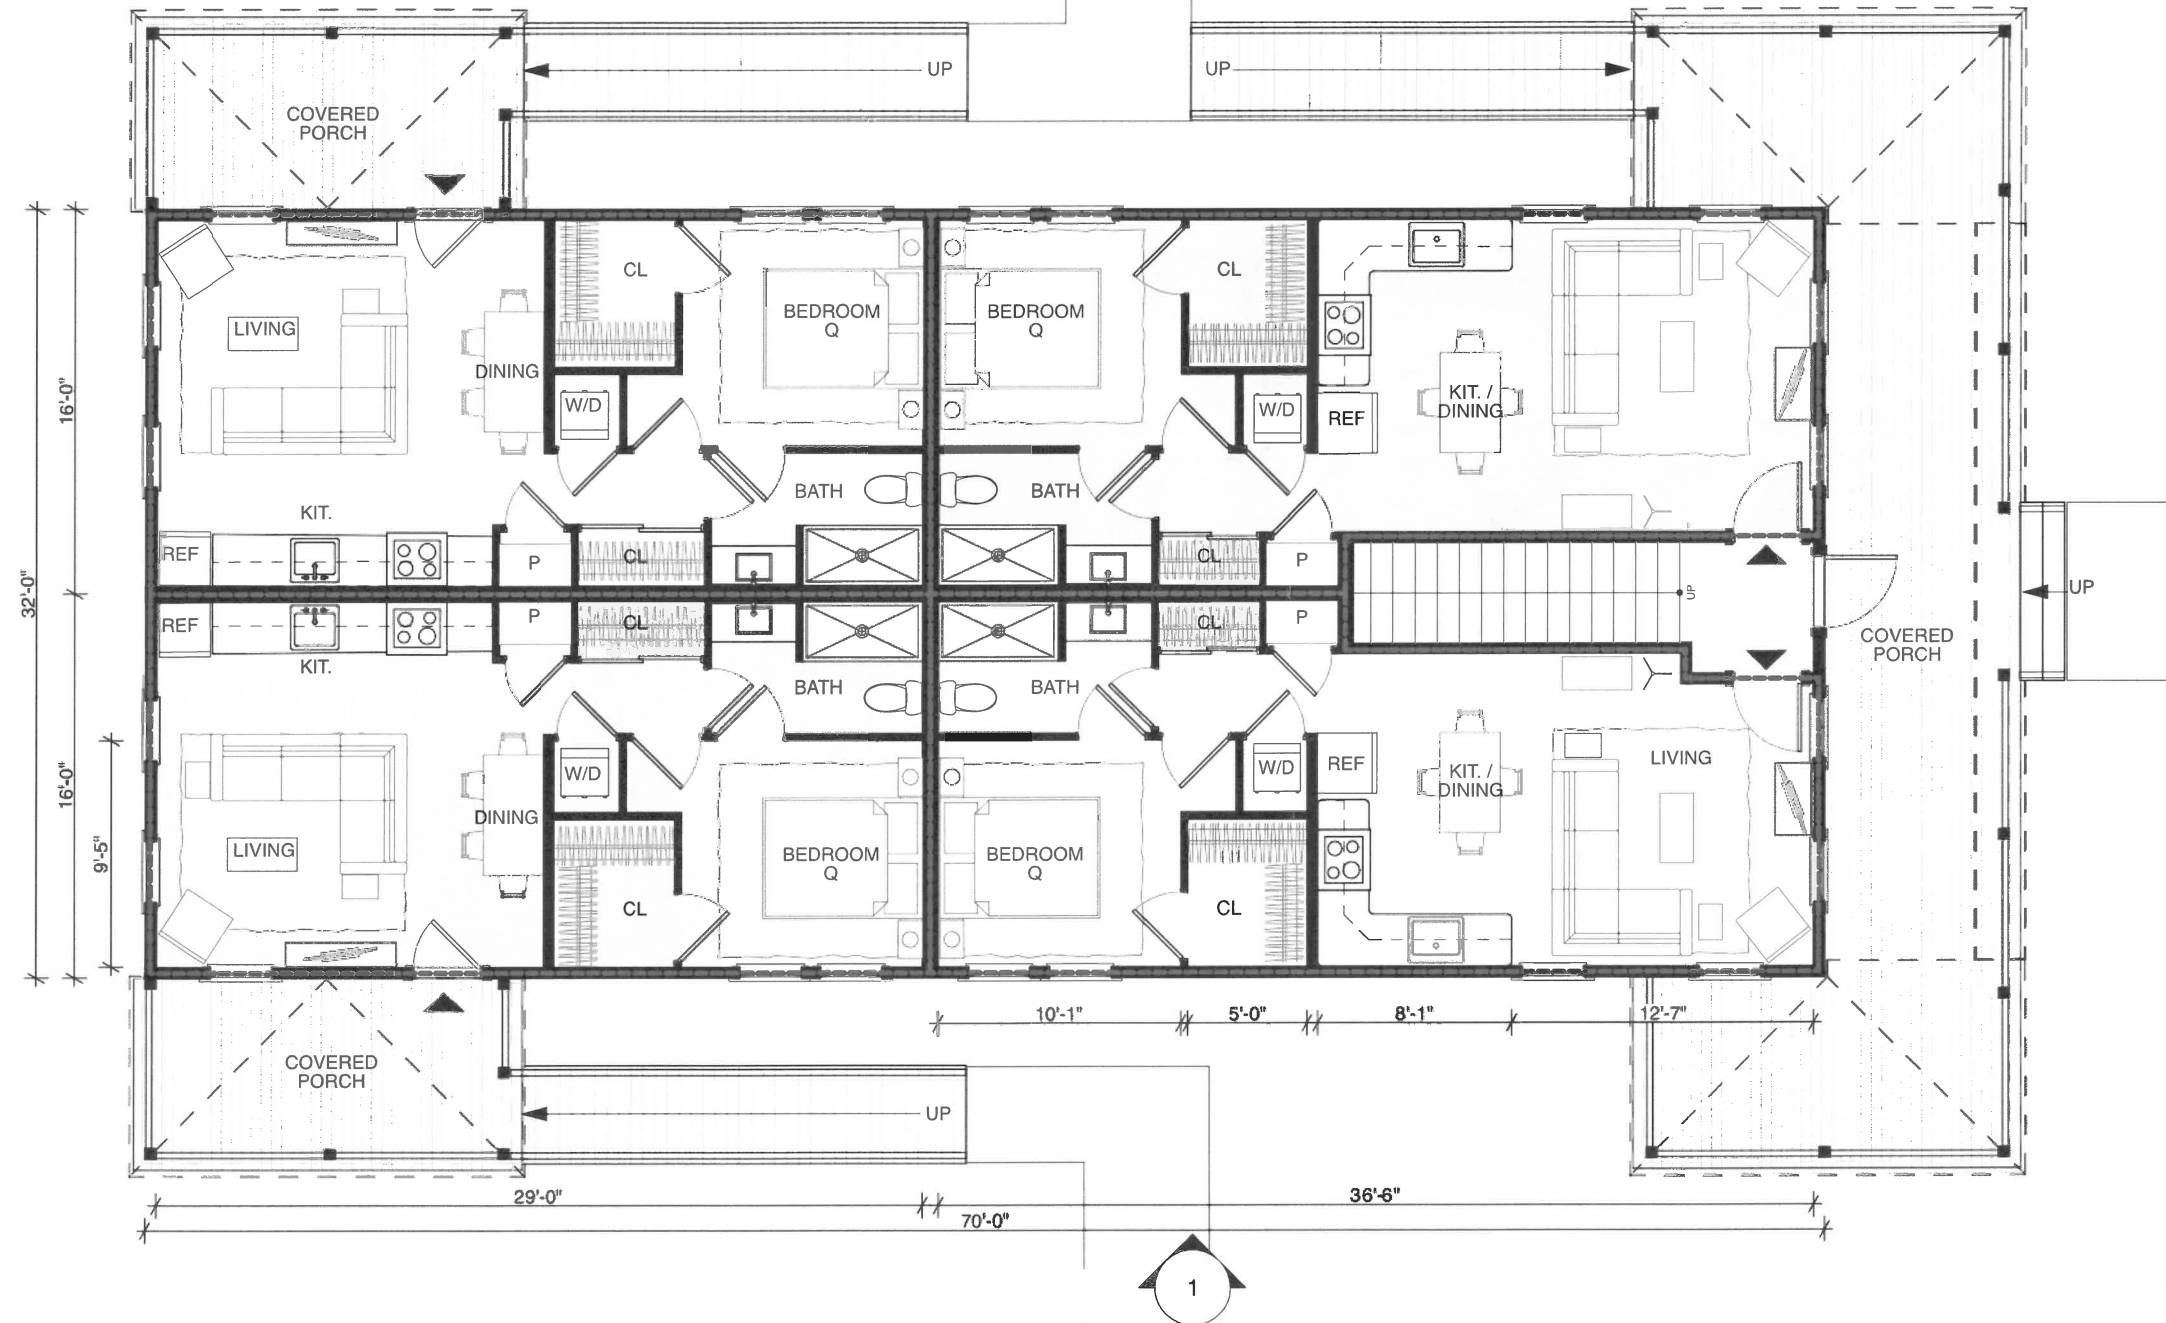 UP
UP
COVERED
PORCH
CL
CL
BEDROOM
Q
BEDROOM
Q
LIVING
DINING
W/D
W/D
KIT. /
DINING
REF
16'-0"
BATH
BATH
KIT.
REF
P
CL
CL
P
UP
UP
32'-0"
REF
P
CL
CL
P
COVERED
PORCH
KIT.
BATH
BATH
16'-0"
W/D
W/D
REF
KIT. /
DINING
LIVING
DINING
9'-5"
LIVING
BEDROOM
Q
BEDROOM
Q
CL
CL
10'-1"
5'-0"
8'-1"
12'-7"
COVERED
PORCH
UP
29'-0"
36'-6"
70'-0"
1